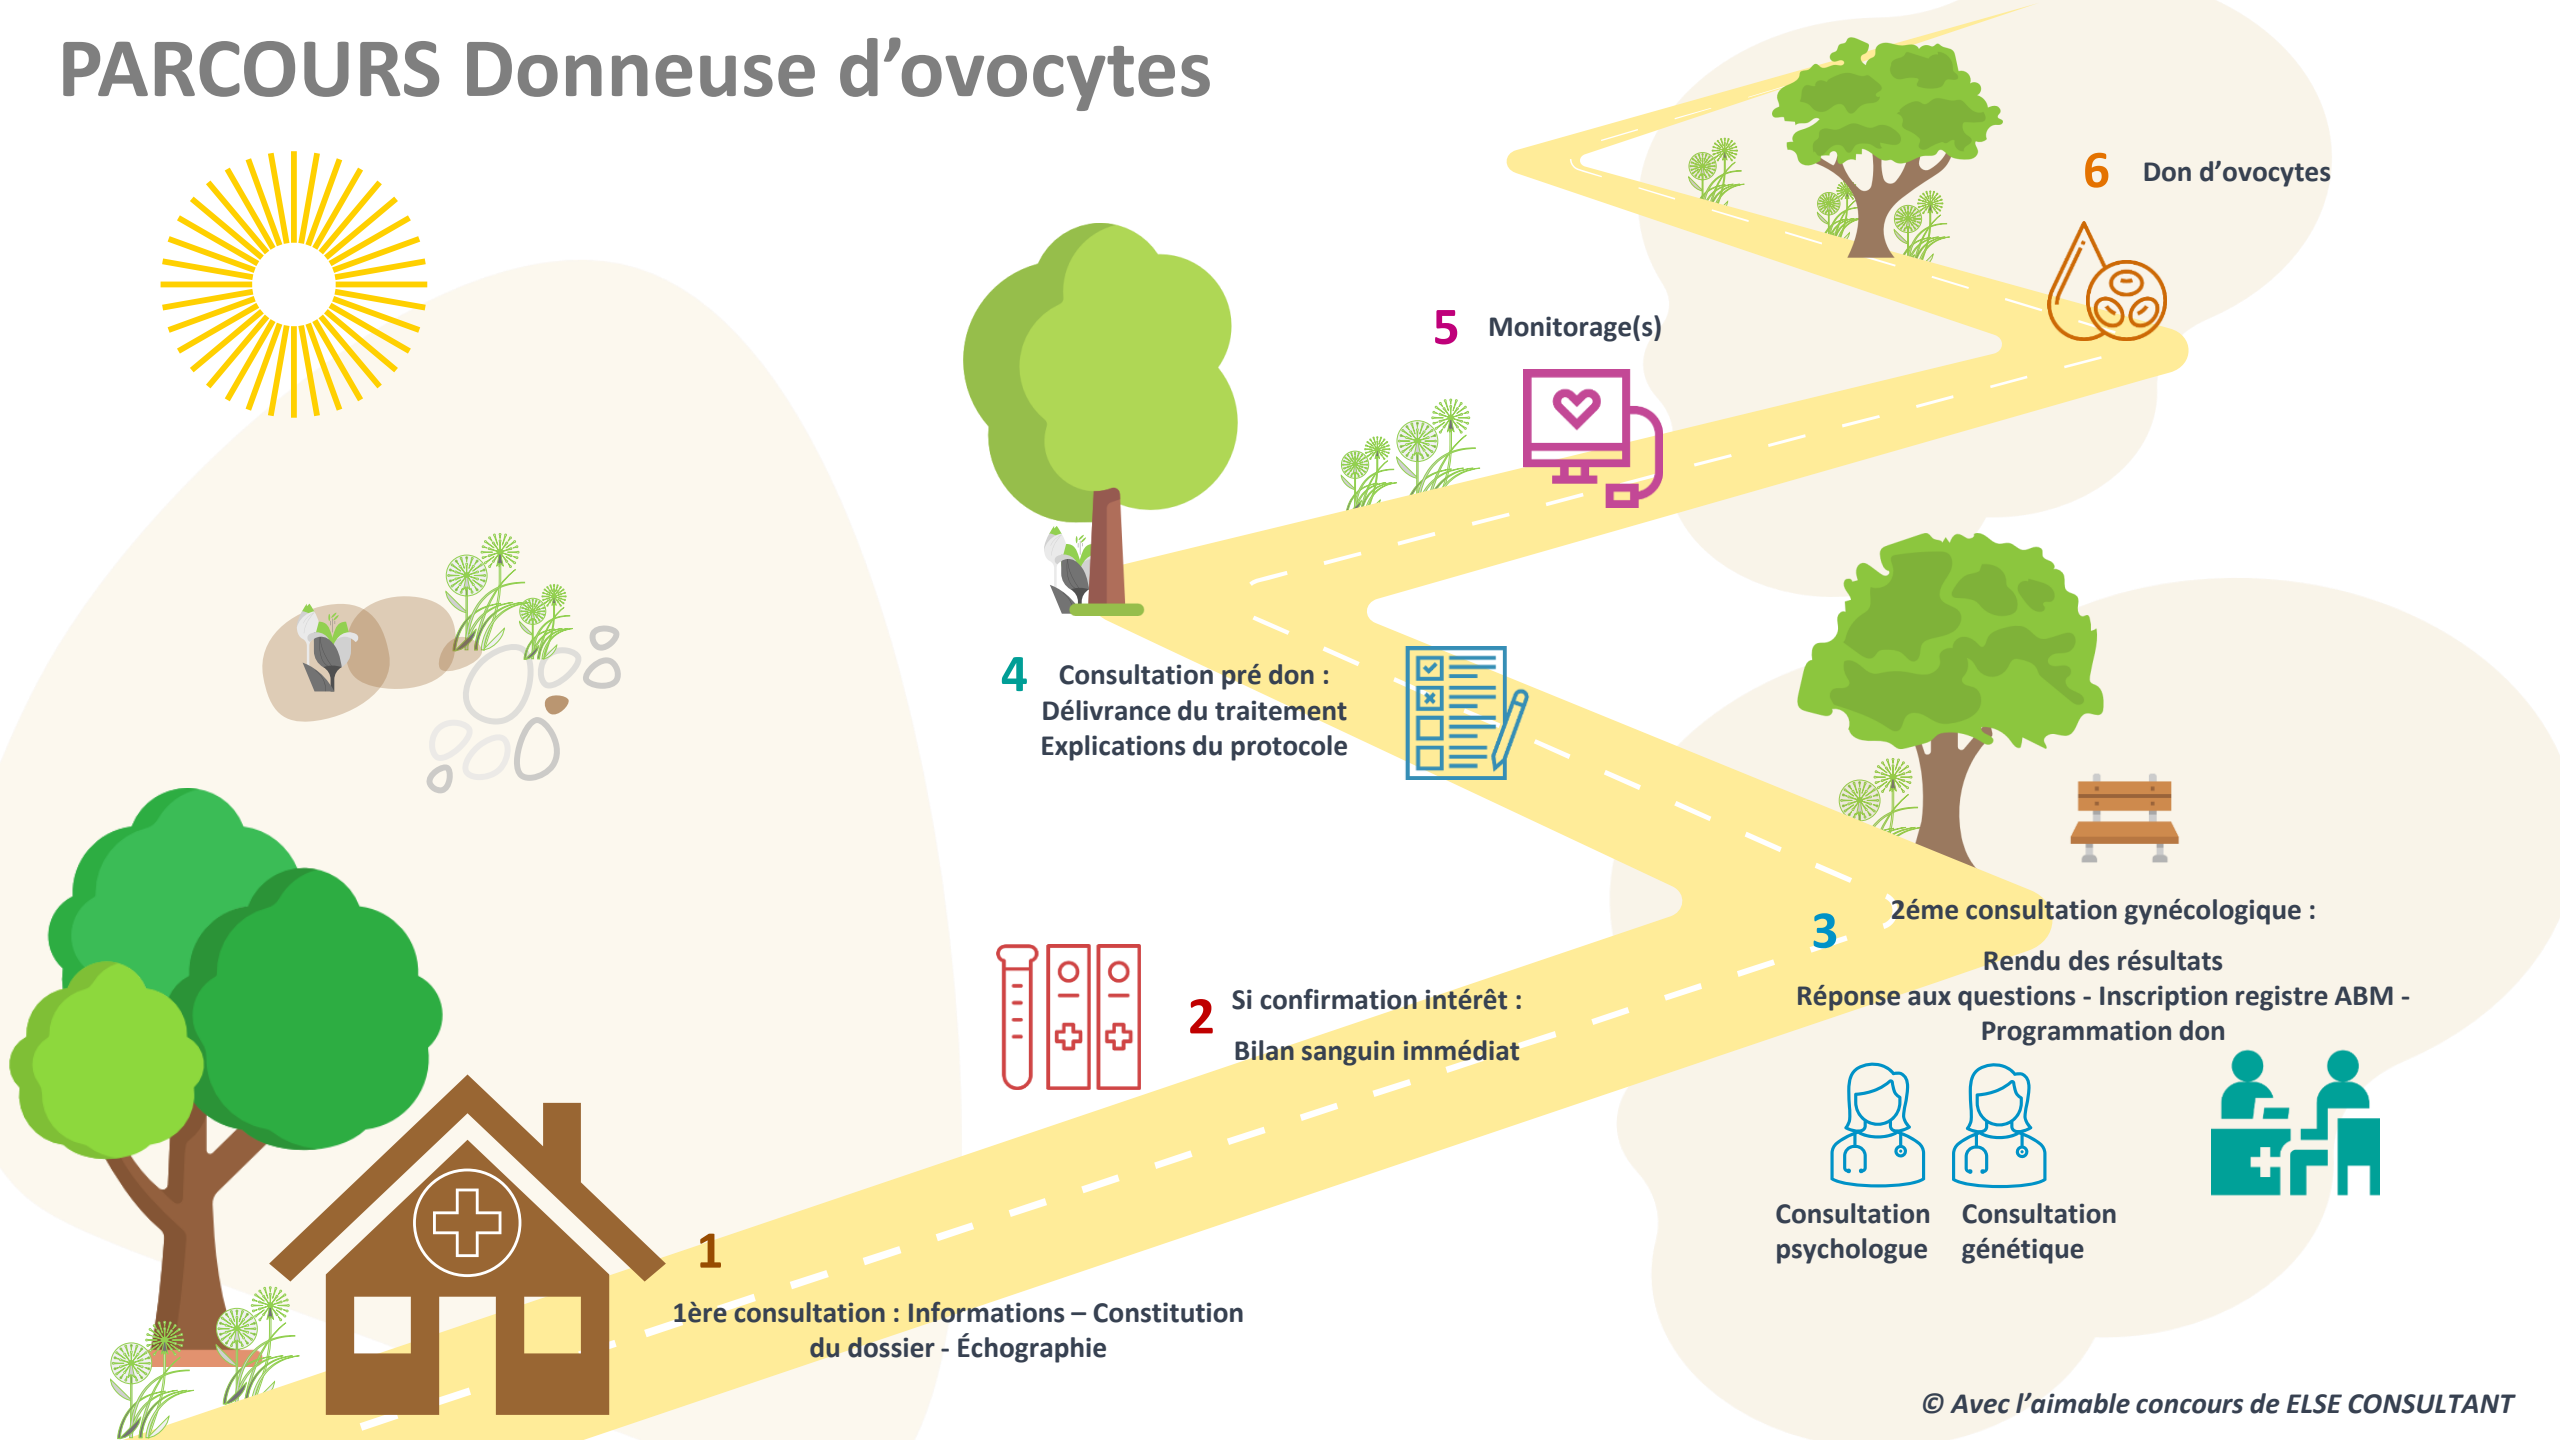 PARCOURS Donneuse d’ovocytes
6 Don d’ovocytes
5 Monitorage(s)
4 Consultation pré don :
Délivrance du traitement
Explications du protocole
3 2éme consultation gynécologique :
Rendu des résultats
Réponse aux questions - Inscription registre ABM -
Programmation don
Consultation
psychologue
Consultation
génétique
2 Si confirmation intérêt :
Bilan sanguin immédiat
1
1ère consultation : Informations – Constitution
du dossier - Échographie
© Avec l’aimable concours de ELSE CONSULTANT